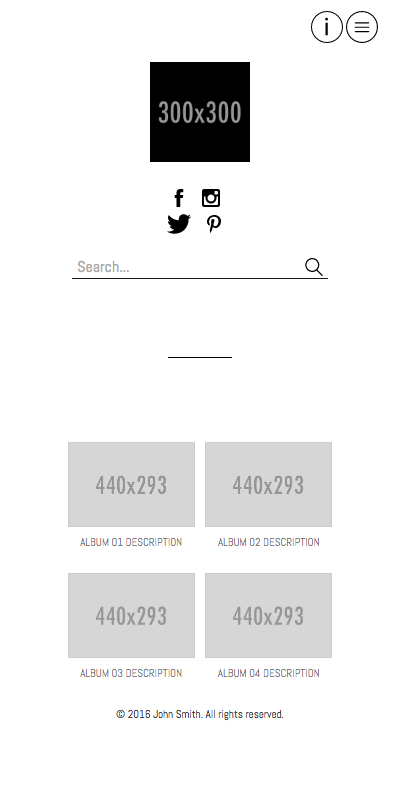 i
300x300
Search...
440x293
440x293
ALBUM 01 DESCRIPTION
ALBUM 02 DESCRIPTION
440x293
440x293
ALBUM 03 DESCRIPTION
ALBUM 04 DESCRIPTION
© 2016 John Smith. All rights reserved.